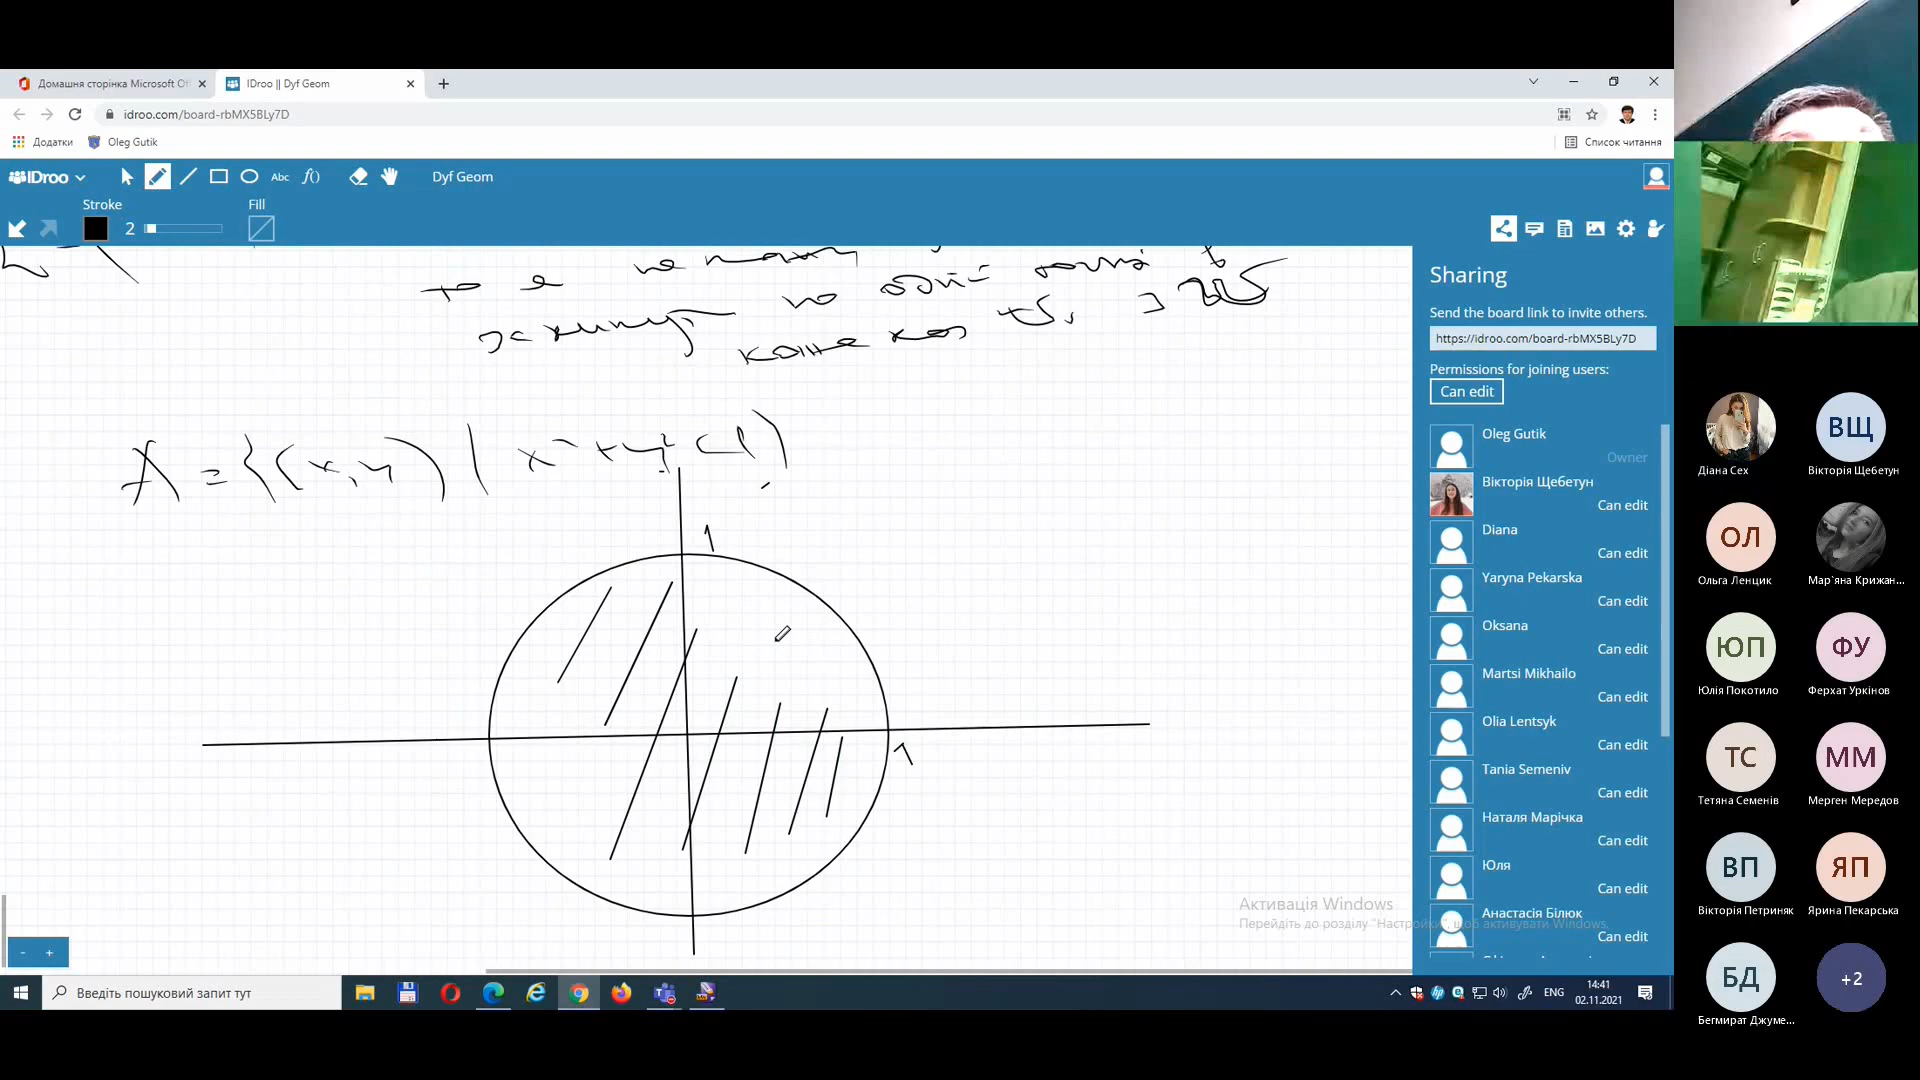 Домашня сторінка Microsoft Of
IDroo || Dyf Geom
idroo.com/board-rbMX5BLy7D
Додатки
Oleg Gutik
Список читання
IDroo
Abc
f()
Dyf Geom
Stroke
2
Fill
A = {(x,y) | x²+y²<1}
1
1
Sharing
Send the board link to invite others.
https://idroo.com/board-rbMX5BLy7D
Permissions for joining users:
Can edit
Oleg Gutik
Owner
Вікторія Щебетун
Can edit
Diana
Can edit
Yaryna Pekarska
Can edit
Oksana
Can edit
Martsi Mikhailo
Can edit
Olia Lentsyk
Can edit
Tania Semeniv
Can edit
Наталя Марічка
Can edit
Юля
Can edit
Анастасія Білюк
Can edit
Активація Windows
Перейдіть до розділу "Настройки", щоб активувати Windows.
- +
Введіть пошуковий запит тут
ENG
14:41
02.11.2021
Діана Сех
ВЩ
Вікторія Щебетун
ОЛ
Ольга Ленцик
Мар`яна Крижан...
ЮП
Юлія Покотило
ФУ
Ферхат Уркінов
ТС
Тетяна Семенів
ММ
Мерген Мередов
ВП
Вікторія Петриняк
ЯП
Ярина Пекарська
БД
Бегмират Джуме...
+2